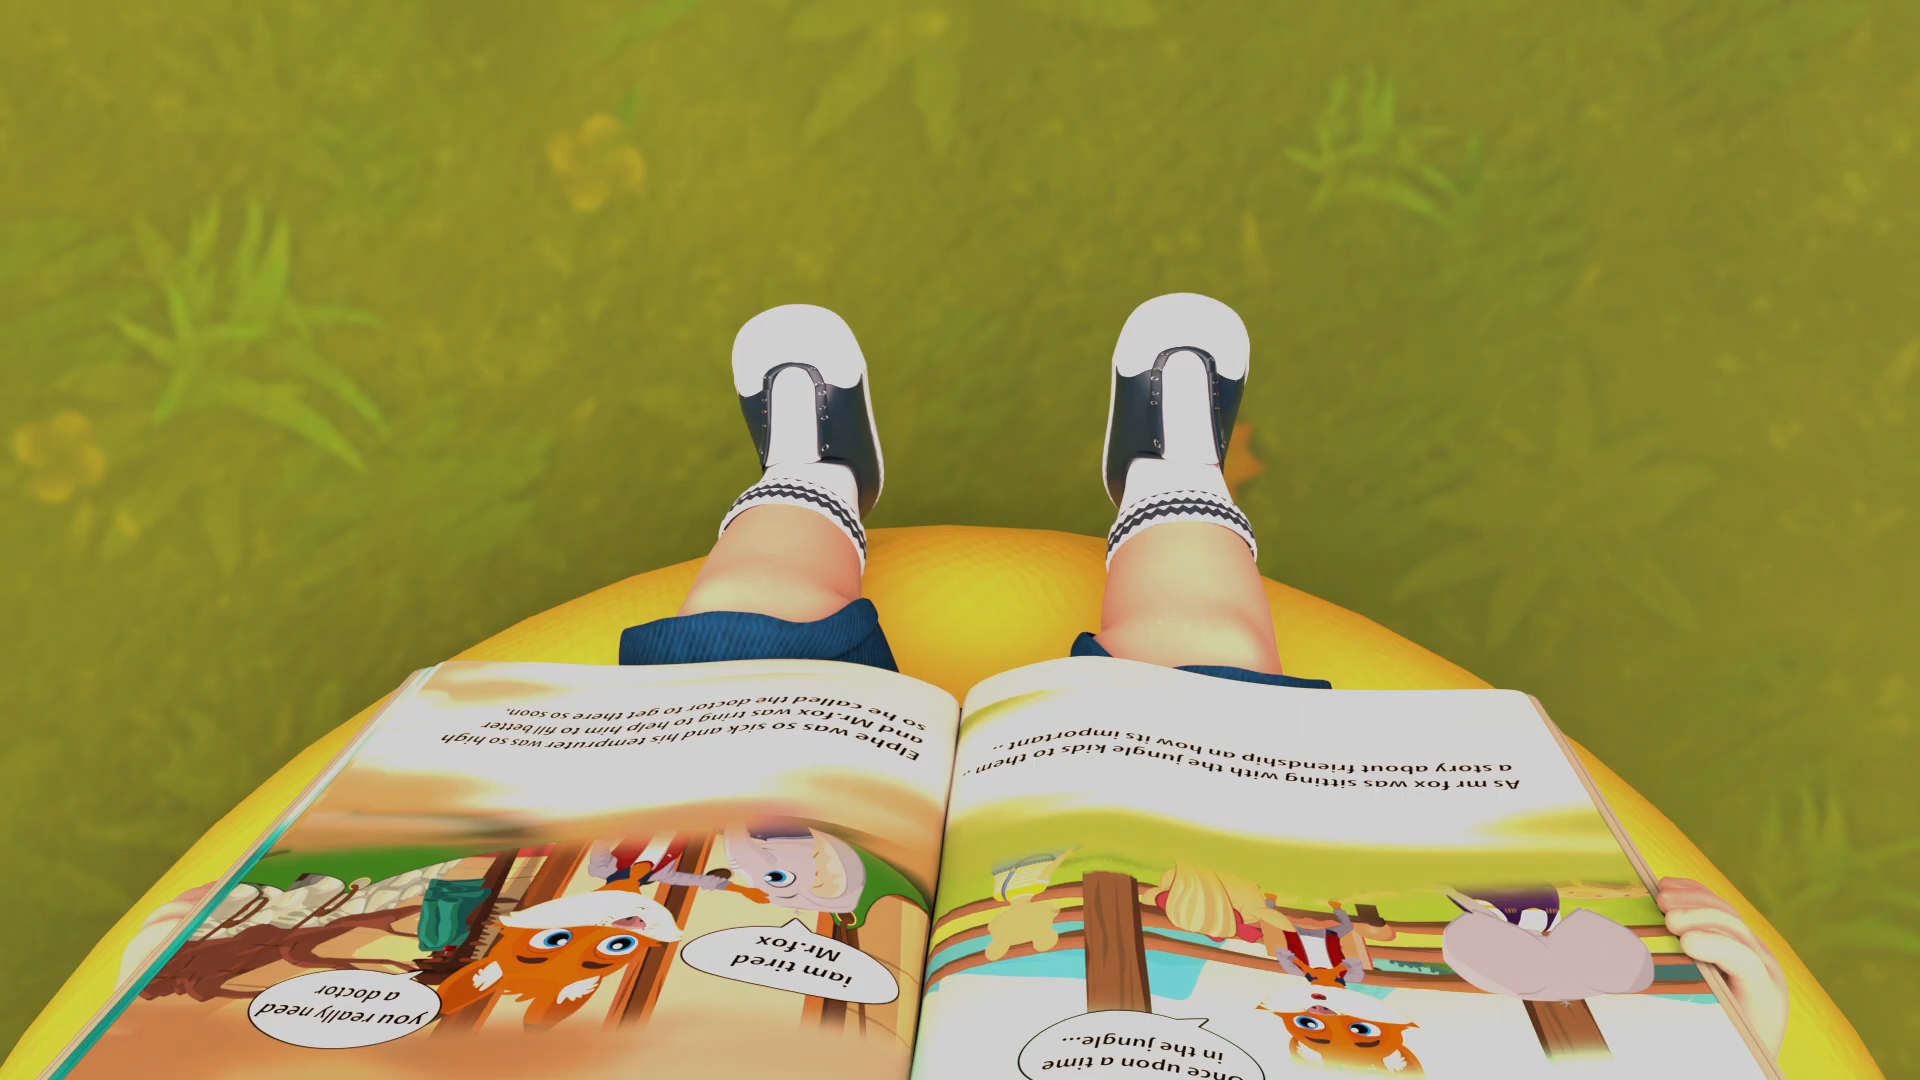 Once upon a time
in the jungle...
As mr fox was sitting with the jungle kids to them ..
a story about friendship an how its important ..
iam tired
Mr.fox
you really need
a doctor
Elphe was so sick and his tempruter was so high
and Mr.fox was tring to help him to fill better
so he called the doctor to get there so soon.